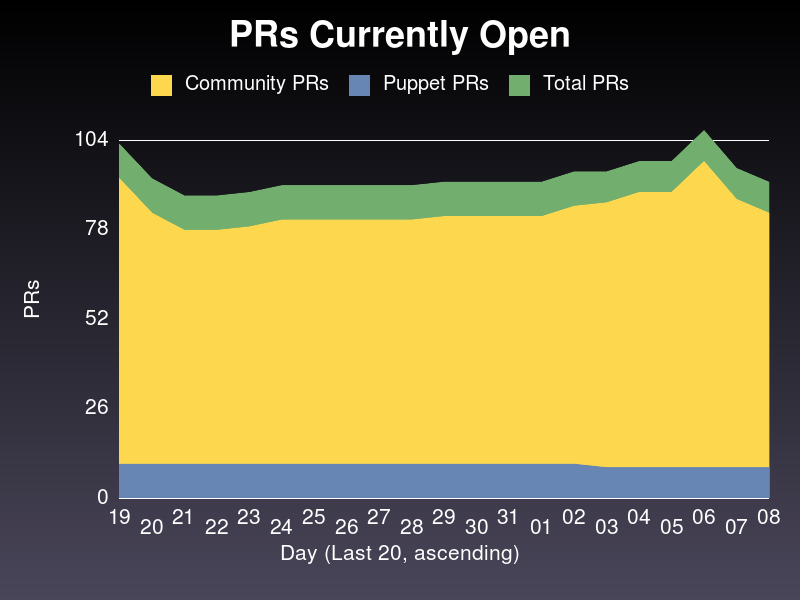 PRs Currently Open
Community PRs Puppet PRs Total PRs
104
78
52
26
0
PRs
19 20 21 22 23 24 25 26 27 28 29 30 31 01 02 03 04 05 06 07 08
Day (Last 20, ascending)